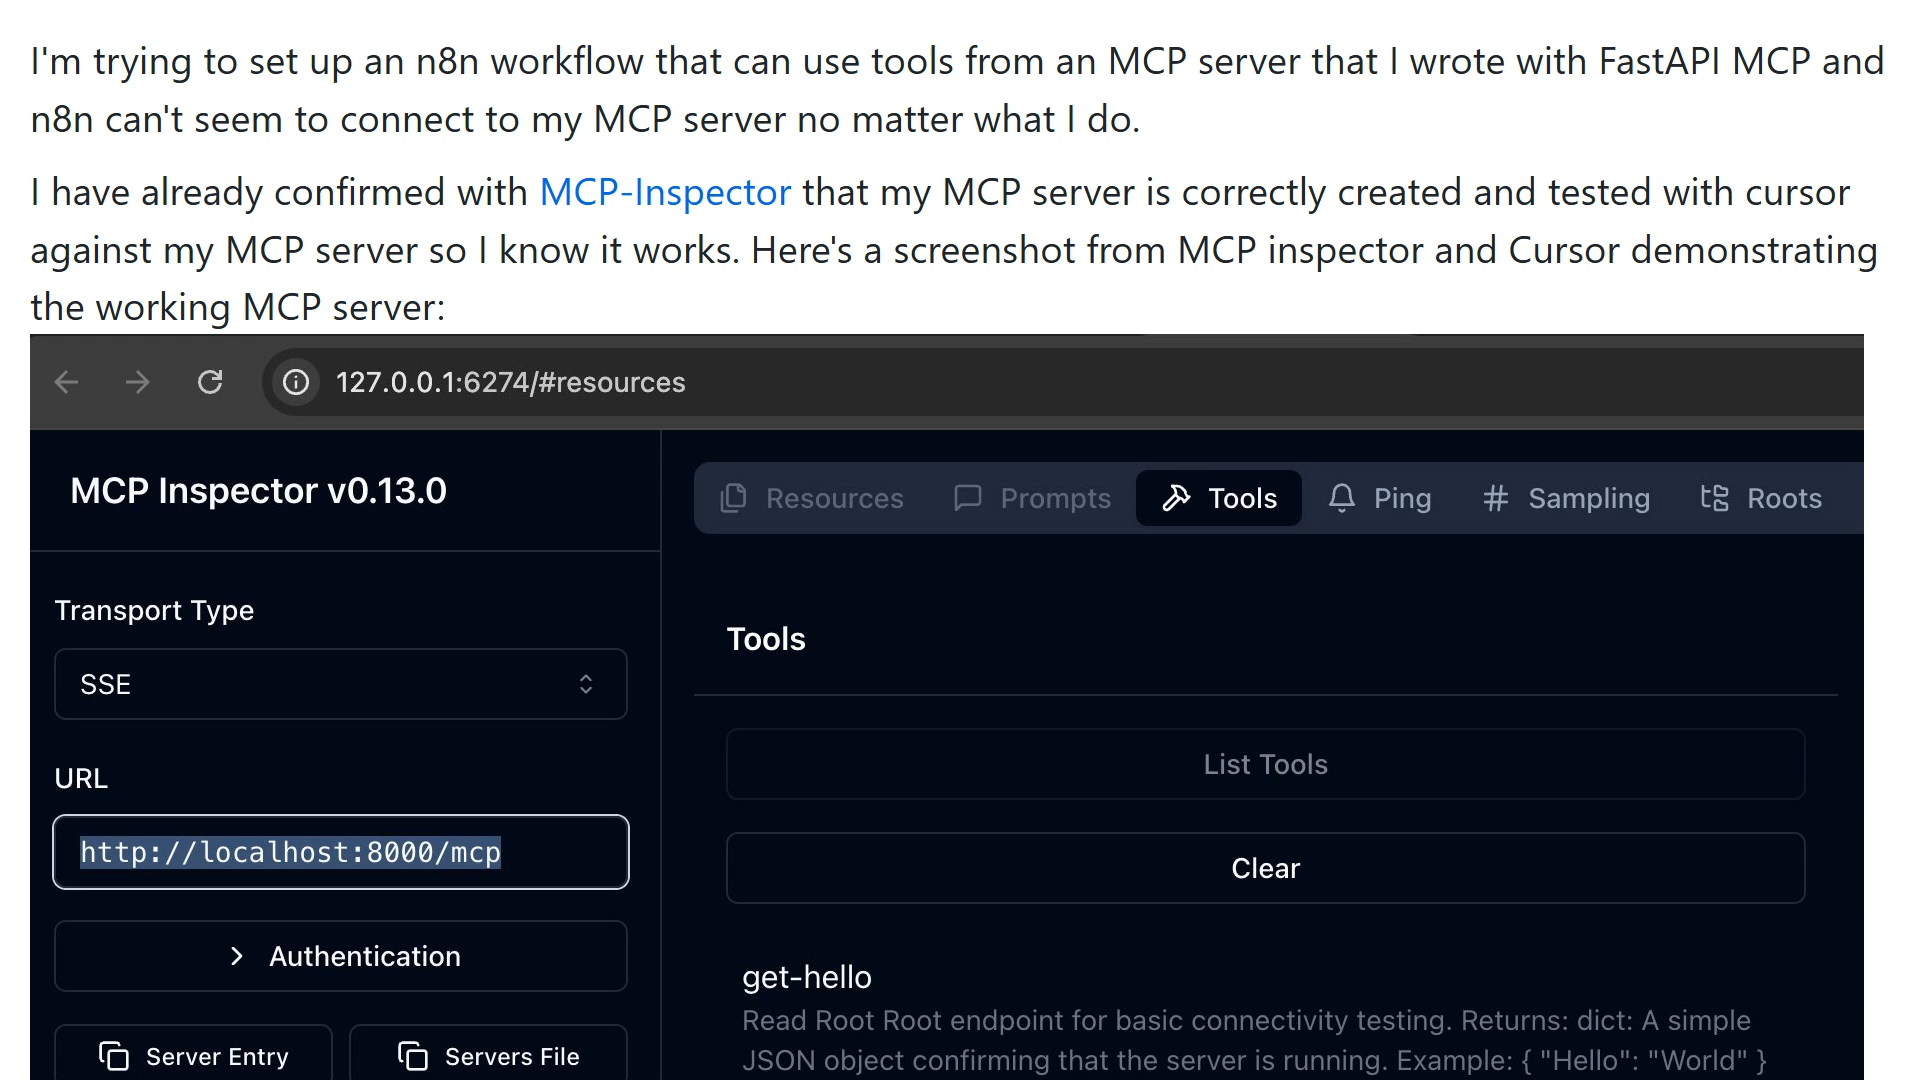 I'm trying to set up an n8n workflow that can use tools from an MCP server that I wrote with FastAPI MCP and
n8n can't seem to connect to my MCP server no matter what I do.
I have already confirmed with MCP-Inspector that my MCP server is correctly created and tested with cursor
against my MCP server so I know it works. Here's a screenshot from MCP inspector and Cursor demonstrating
the working MCP server:
127.0.0.1:6274/#resources
MCP Inspector v0.13.0
Resources Prompts Tools Ping Sampling Roots
Transport Type
SSE
URL
http://localhost:8000/mcp
Authentication
Server Entry Servers File
Tools
List Tools
Clear
get-hello
Read Root Root endpoint for basic connectivity testing. Returns: dict: A simple
JSON object confirming that the server is running. Example: { "Hello": "World" }